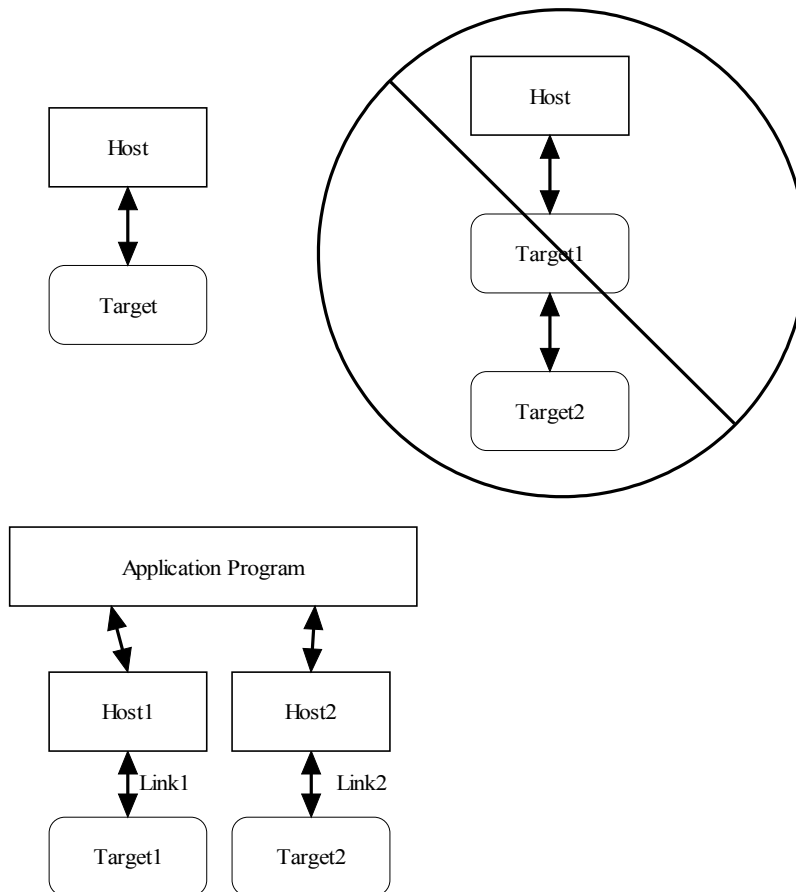 Host
Target
Host
Target1
Target2
Application Program
Host1
Host2
Link1
Link2
Target1
Target2